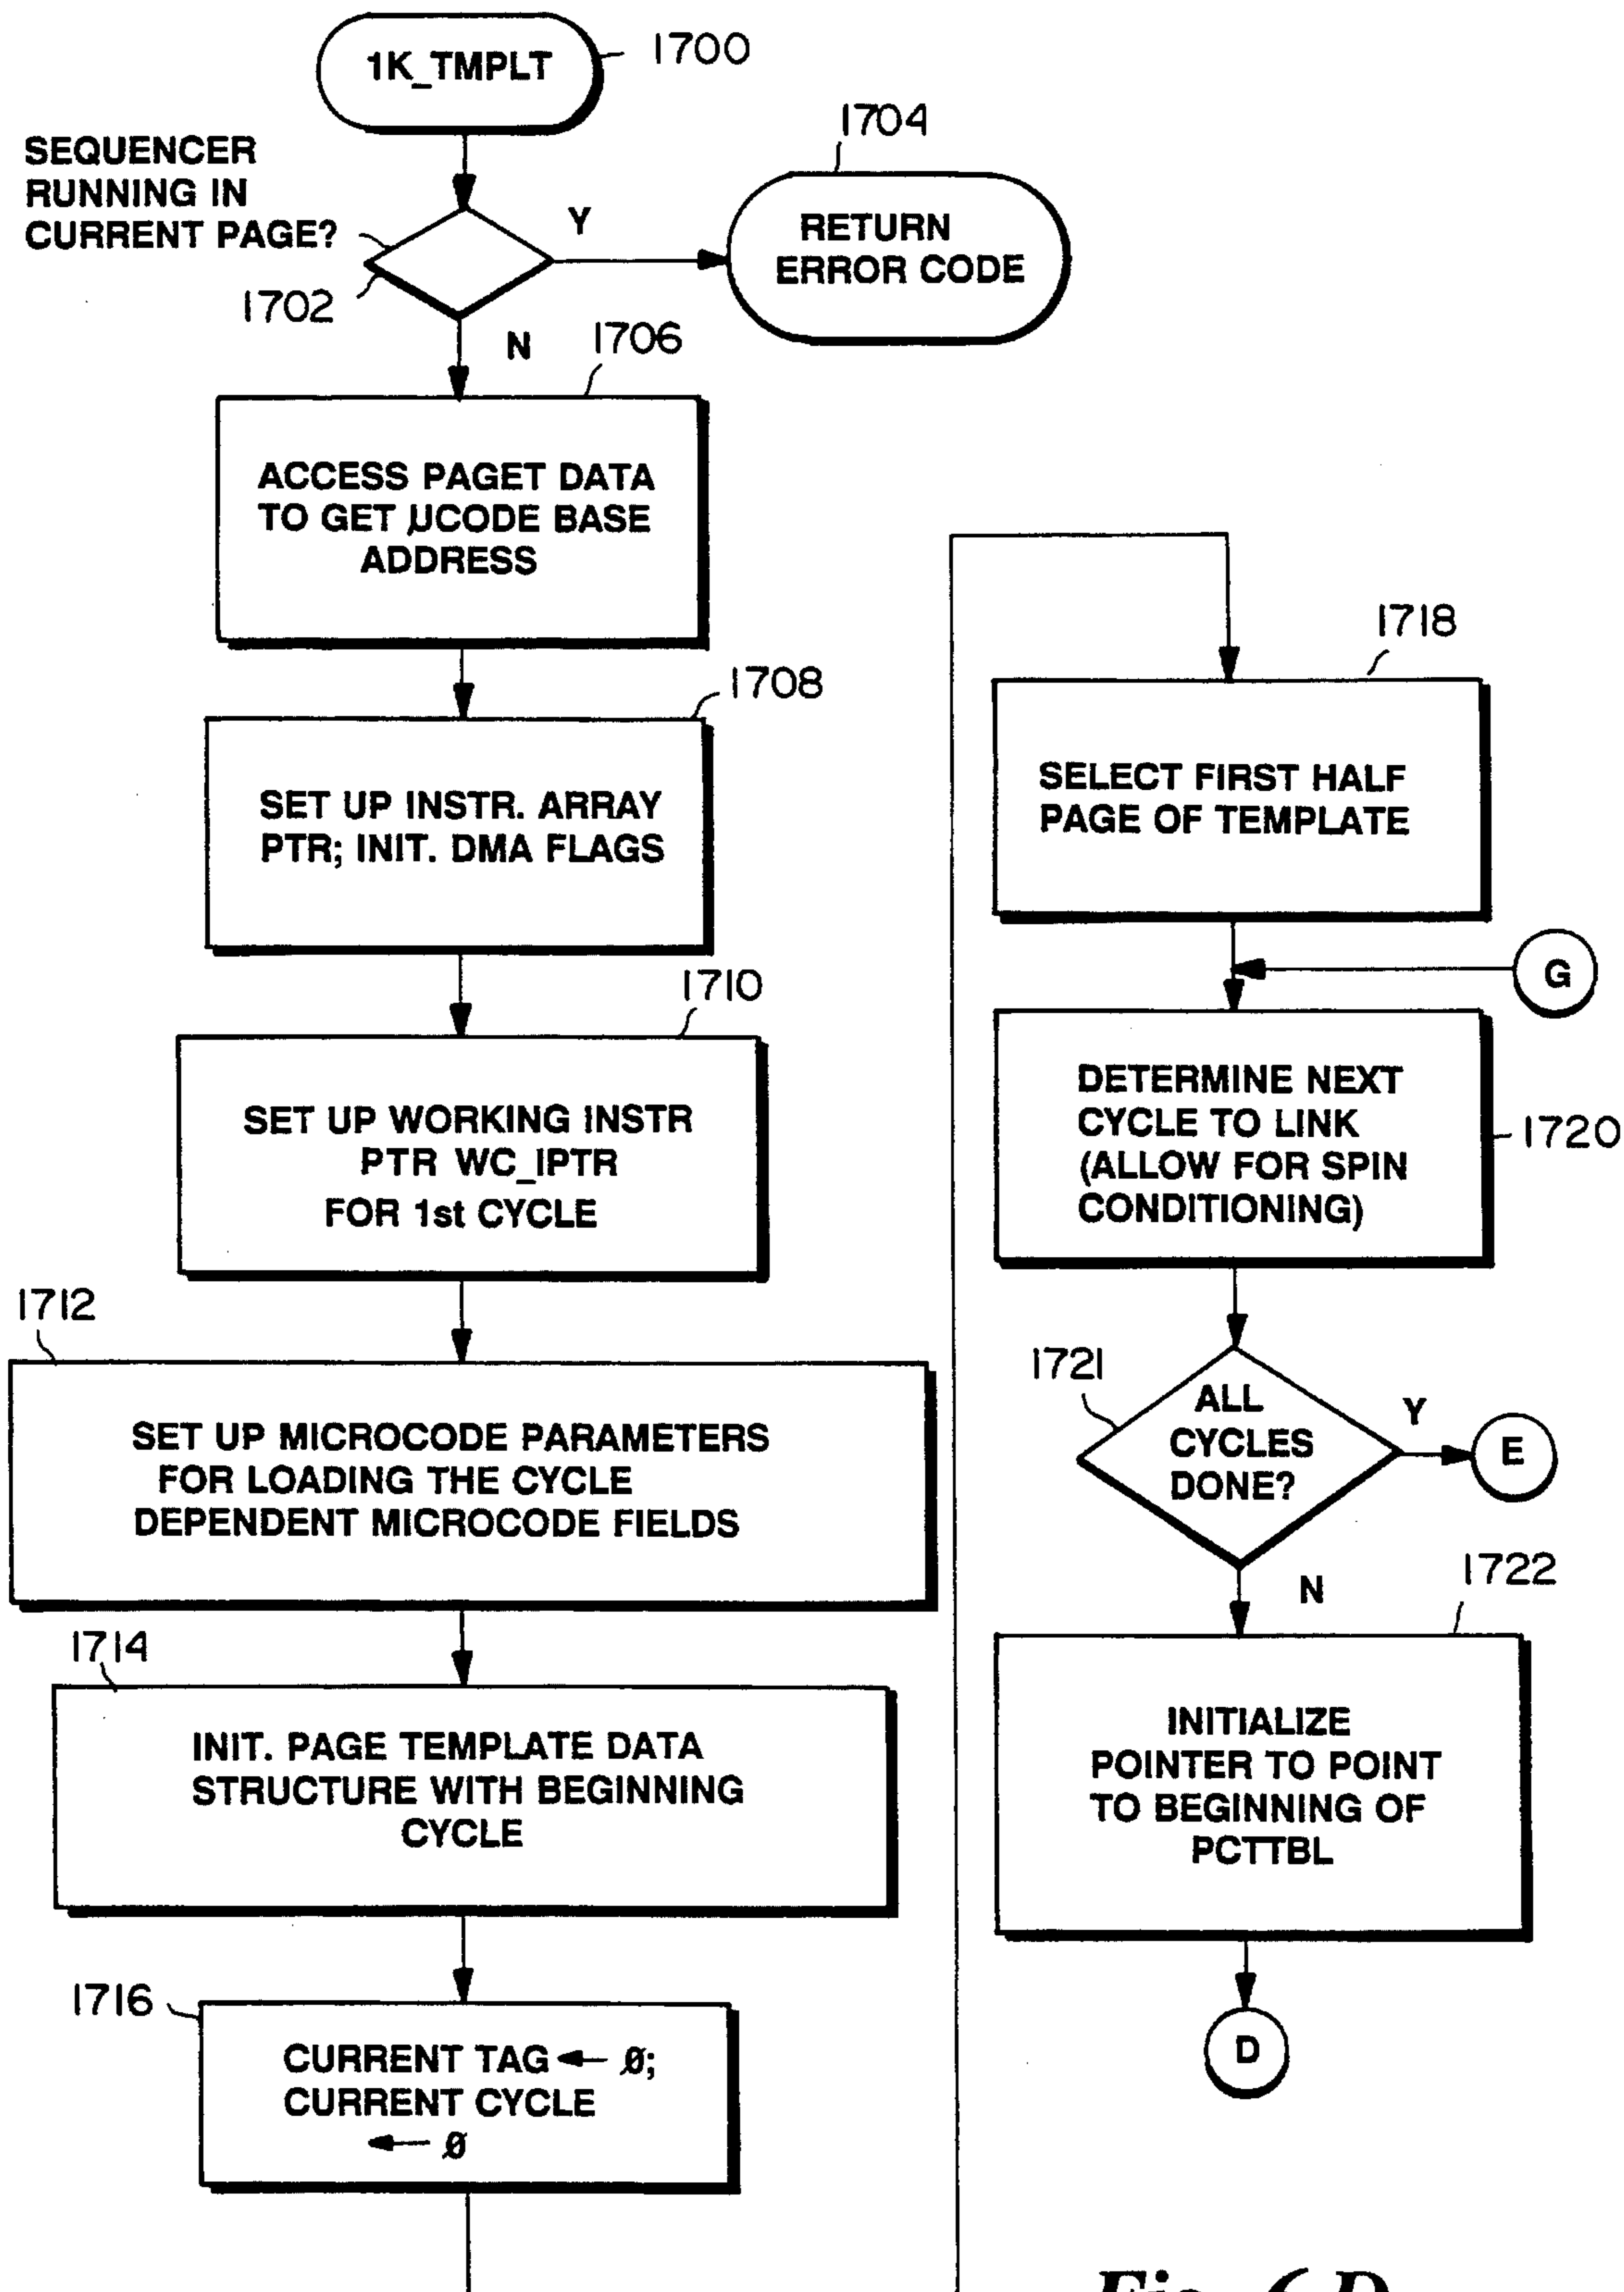 1K_TMPLT
1700
SEQUENCER
RUNNING IN
CURRENT PAGE?
1702
Y
1704
RETURN
ERROR CODE
N
1706
ACCESS PAGET DATA
TO GET µCODE BASE
ADDRESS
1708
SET UP INSTR. ARRAY
PTR; INIT. DMA FLAGS
1710
SET UP WORKING INSTR
PTR WC_IPTR
FOR 1st CYCLE
1712
SET UP MICROCODE PARAMETERS
FOR LOADING THE CYCLE
DEPENDENT MICROCODE FIELDS
1714
INIT. PAGE TEMPLATE DATA
STRUCTURE WITH BEGINNING
CYCLE
1716
CURRENT TAG ← Ø;
CURRENT CYCLE
← Ø
1718
SELECT FIRST HALF
PAGE OF TEMPLATE
G
DETERMINE NEXT
CYCLE TO LINK
(ALLOW FOR SPIN
CONDITIONING)
1720
1721
ALL
CYCLES
DONE?
Y
E
N
1722
INITIALIZE
POINTER TO POINT
TO BEGINNING OF
PCTTBL
D
Fig. 6D